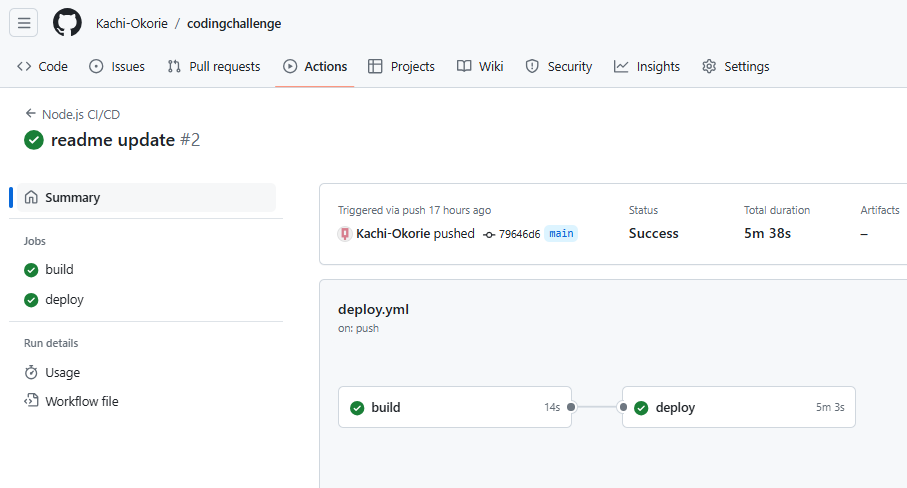 Kachi-Okorie / codingchallenge
Code Issues Pull requests Actions Projects Wiki Security Insights Settings
Node.js CI/CD
readme update #2
Summary
Jobs
build
deploy
Run details
Usage
Workflow file
Triggered via push 17 hours ago
Kachi-Okorie pushed 79646d6 main
Status
Success
Total duration
5m 38s
Artifacts
–
deploy.yml
on: push
build 14s
deploy 5m 3s